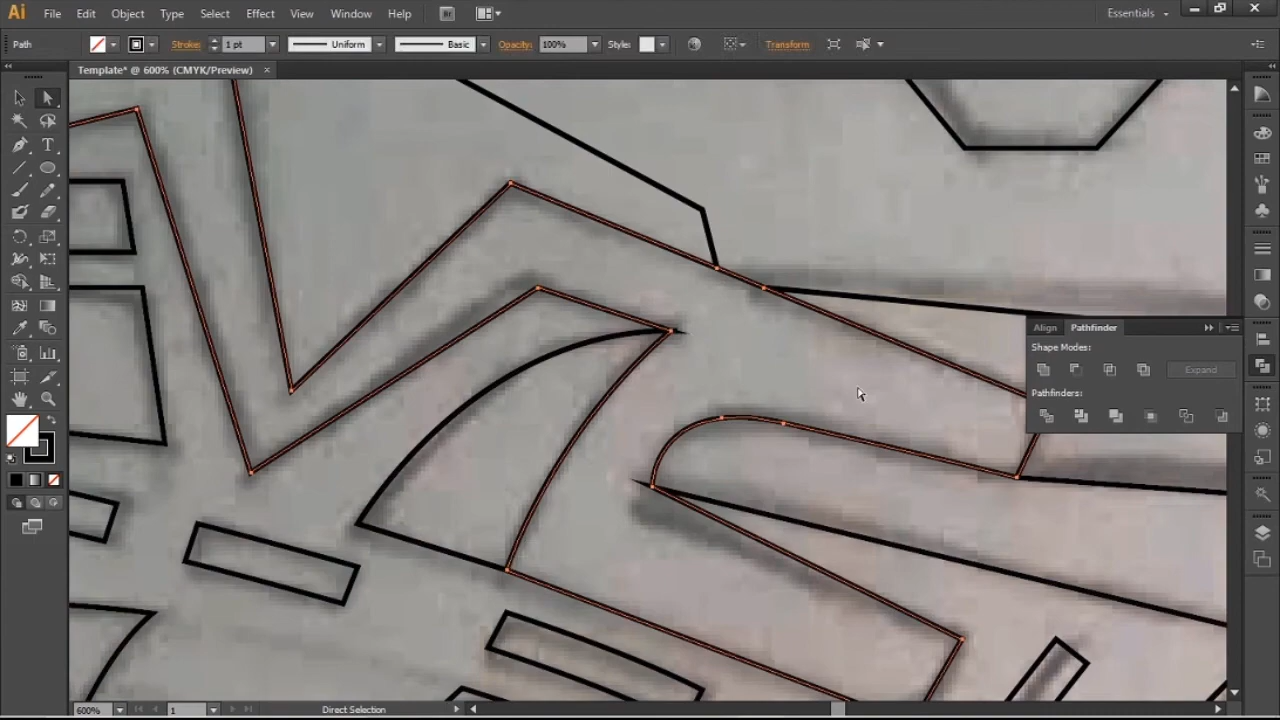 Ai File Edit Object Type Select Effect View Window Help Br Essentials
Path Stroke: 1 pt Uniform Basic Opacity: 100% Style: Transform
Template* @ 600% (CMYK/Preview) ×
Align Pathfinder
Shape Modes:
Expand
Pathfinders:
600% 1 Direct Selection